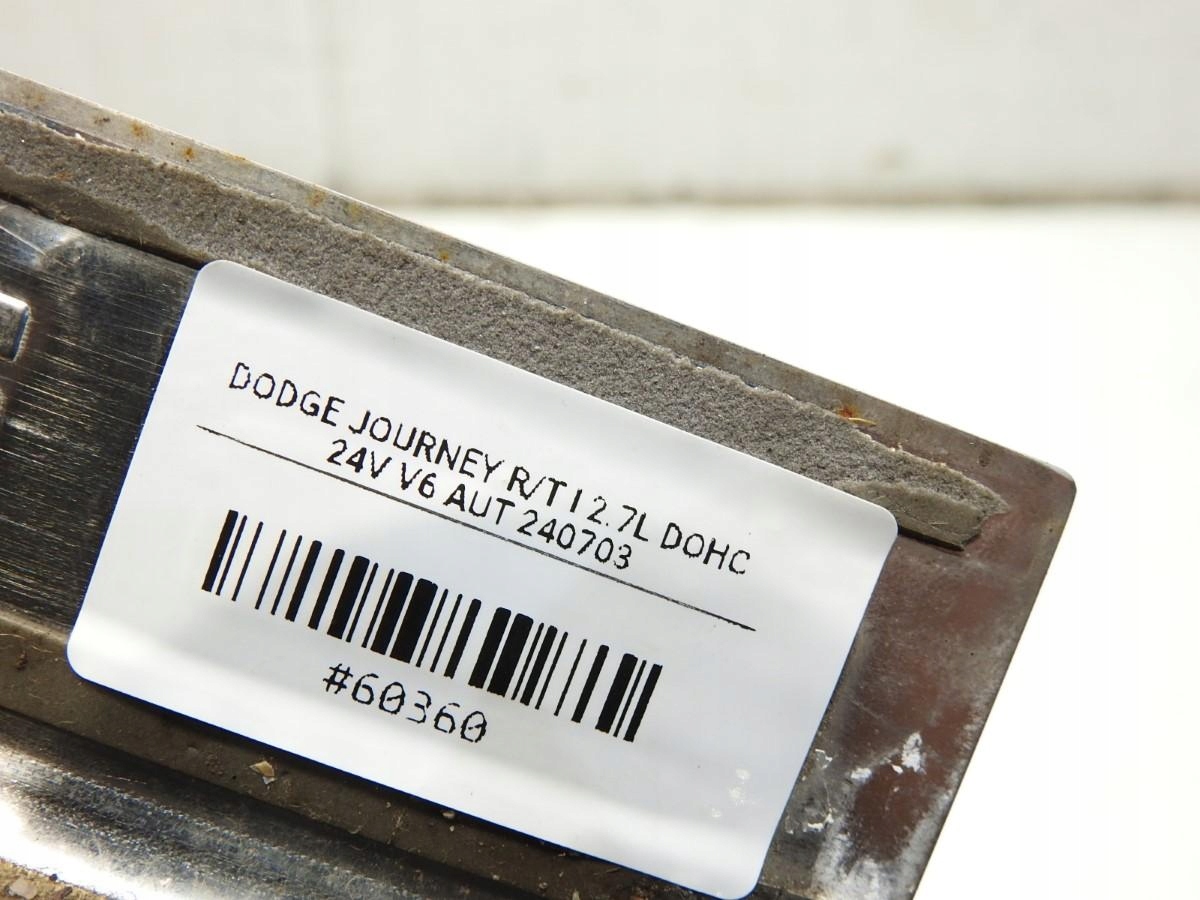 DODGE JOURNEY R/T I 2.7L DOHC
24V V6 AUT 240703
#60360